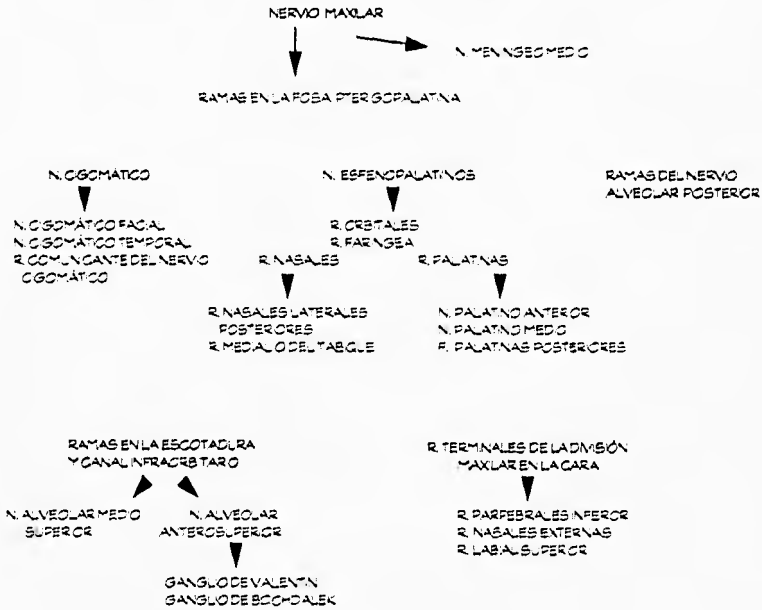 NERVIO MAXILAR
N. MENINGEO MEDIO
RAMAS EN LA FOSA PTERIGOPALATINA
N. CIGOMÁTICO
N. CIGOMÁTICO FACIAL
N. CIGOMÁTICO TEMPORAL
R. COMUNICANTE DEL NERVIO
CIGOMÁTICO
N. ESFENOPALATINOS
R. ORBITALES
R. FARINGEA
R. NASALES
R. NASALES LATERALES
POSTERIORES
R. MEDIAL O DEL TABIQUE
R. PALATINAS
N. PALATINO ANTERIOR
N. PALATINO MEDIO
R. PALATINAS POSTERIORES
RAMAS DEL NERVIO
ALVEOLAR POSTERIOR
RAMAS EN LA ESCOTADURA
Y CANAL INFRAORBITARIO
N. ALVEOLAR MEDIO
SUPERIOR
N. ALVEOLAR
ANTEROSUPERIOR
GANGLIO DE VALENTIN
GANGLIO DE BOCHDALEK
R. TERMINALES DE LA DIVISIÓN
MAXILAR EN LA CARA
R. PARPEBRALES INFERIOR
R. NASALES EXTERNAS
R. LABIAL SUPERIOR